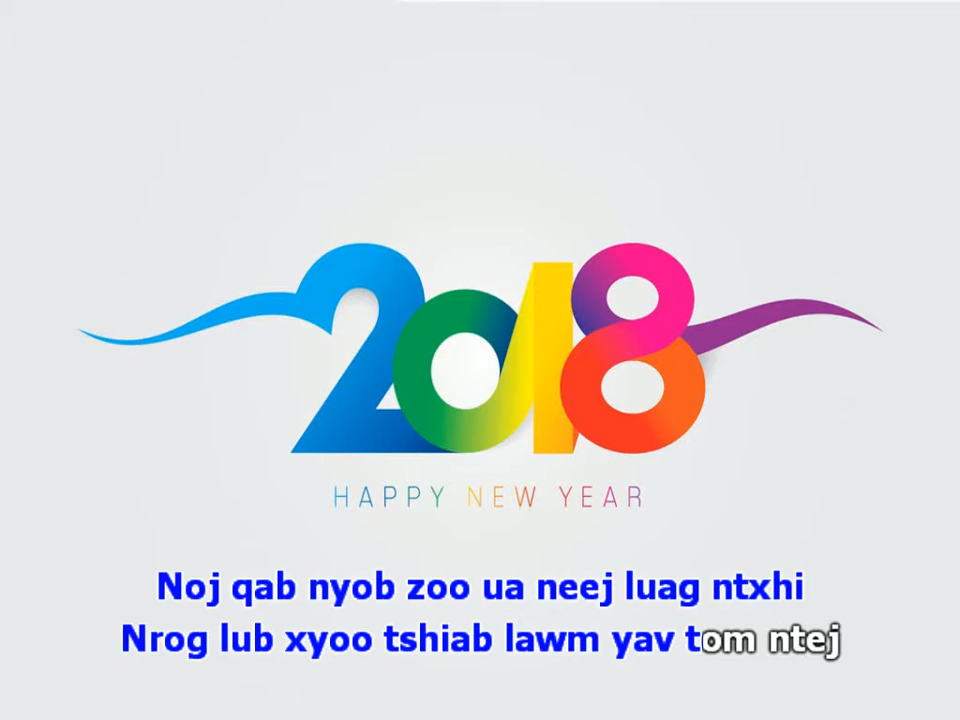 2018
HAPPY NEW YEAR
Noj qab nyob zoo ua neej luag ntxhi
Nrog lub xyoo tshiab lawm yav tom ntej